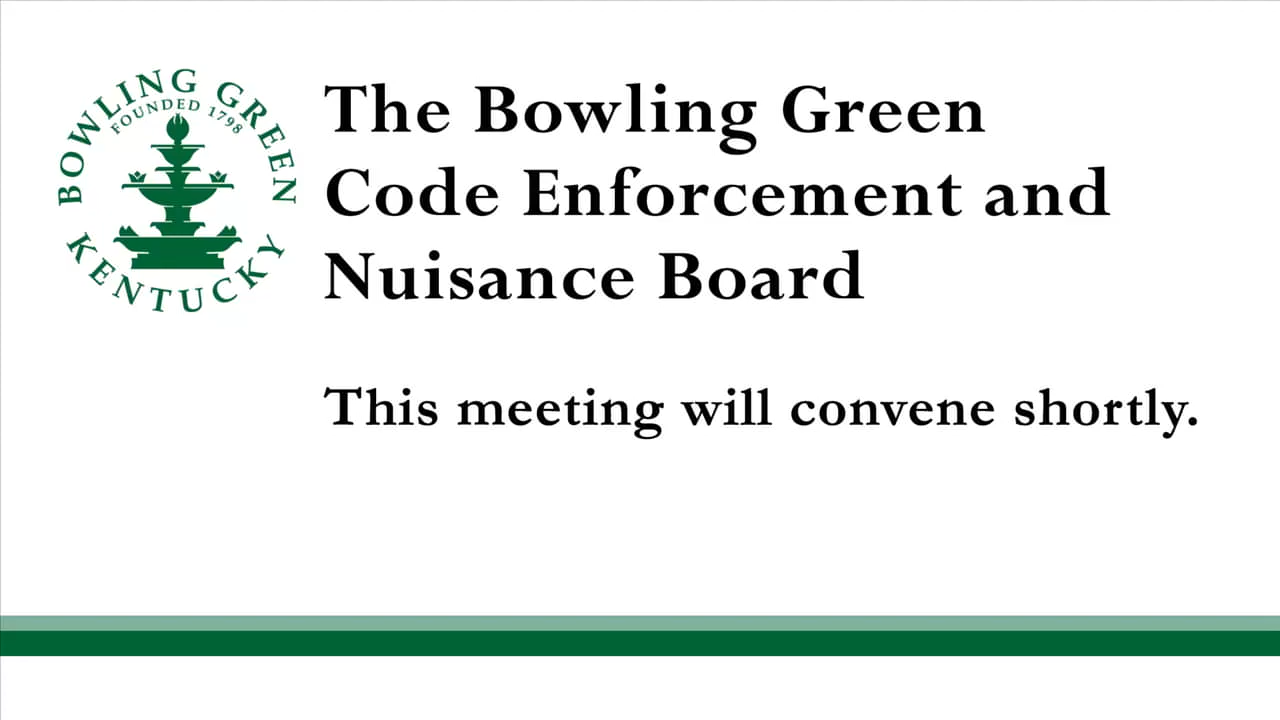 BOWLING GREEN
FOUNDED 1798
KENTUCKY
The Bowling Green
Code Enforcement and
Nuisance Board
This meeting will convene shortly.